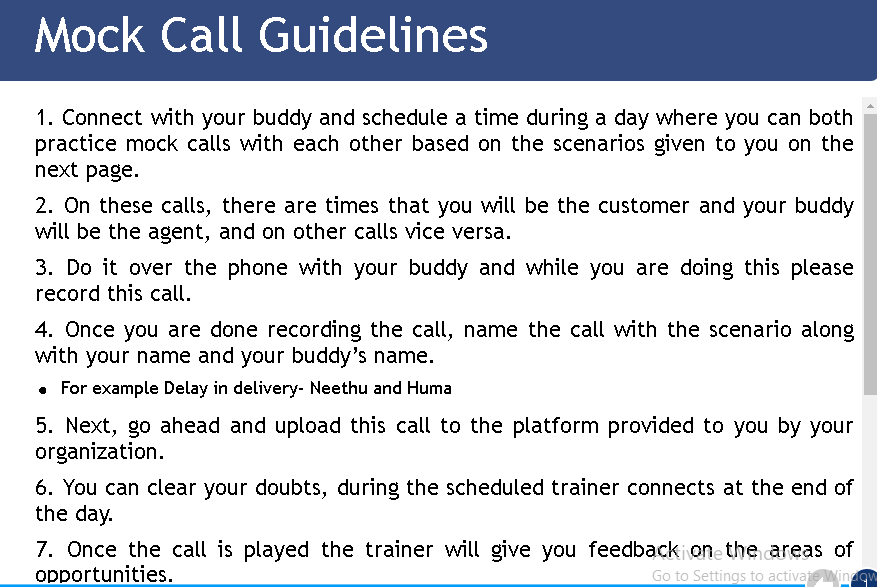 Mock Call Guidelines
1. Connect with your buddy and schedule a time during a day where you can both
practice mock calls with each other based on the scenarios given to you on the
next page.
2. On these calls, there are times that you will be the customer and your buddy
will be the agent, and on other calls vice versa.
3. Do it over the phone with your buddy and while you are doing this please
record this call.
4. Once you are done recording the call, name the call with the scenario along
with your name and your buddy's name.
• For example Delay in delivery- Neethu and Huma
5. Next, go ahead and upload this call to the platform provided to you by your
organization.
6. You can clear your doubts, during the scheduled trainer connects at the end of
the day.
7. Once the call is played the trainer will give you feedback on the areas of
opportunities.
Activate Windows
Go to Settings to activate Window